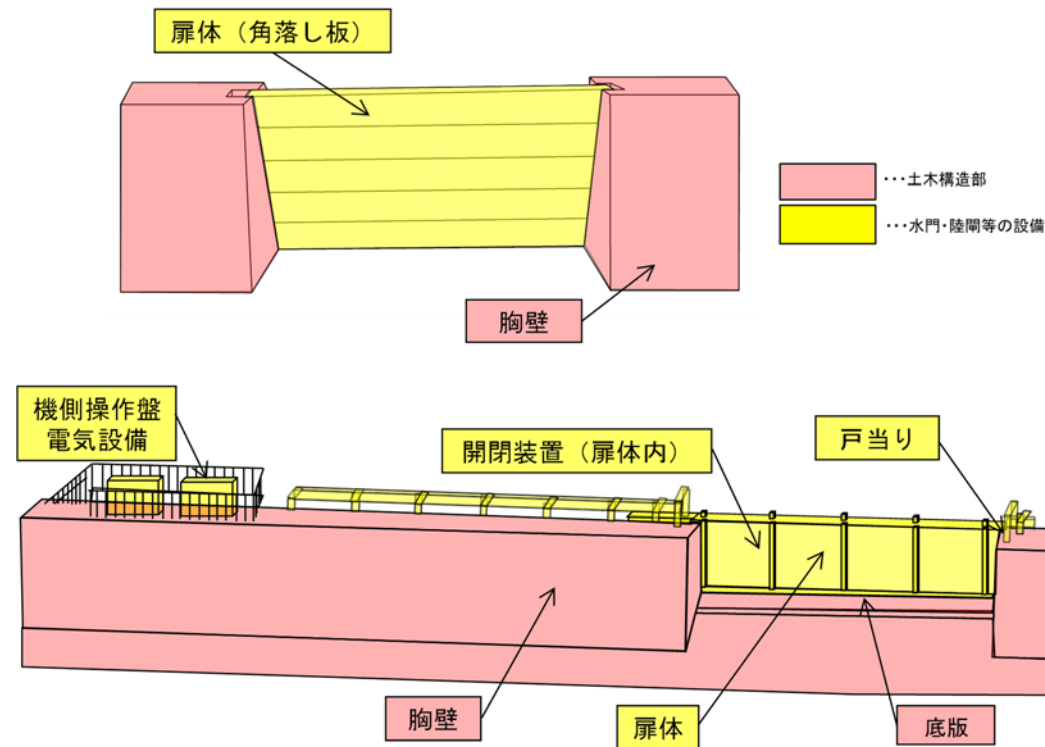 扉体（角落し板）
･･･土木構造部
･･･水門・陸閘等の設備
胸壁
機側操作盤
電気設備
開閉装置（扉体内）
戸当り
胸壁
扉体
底版